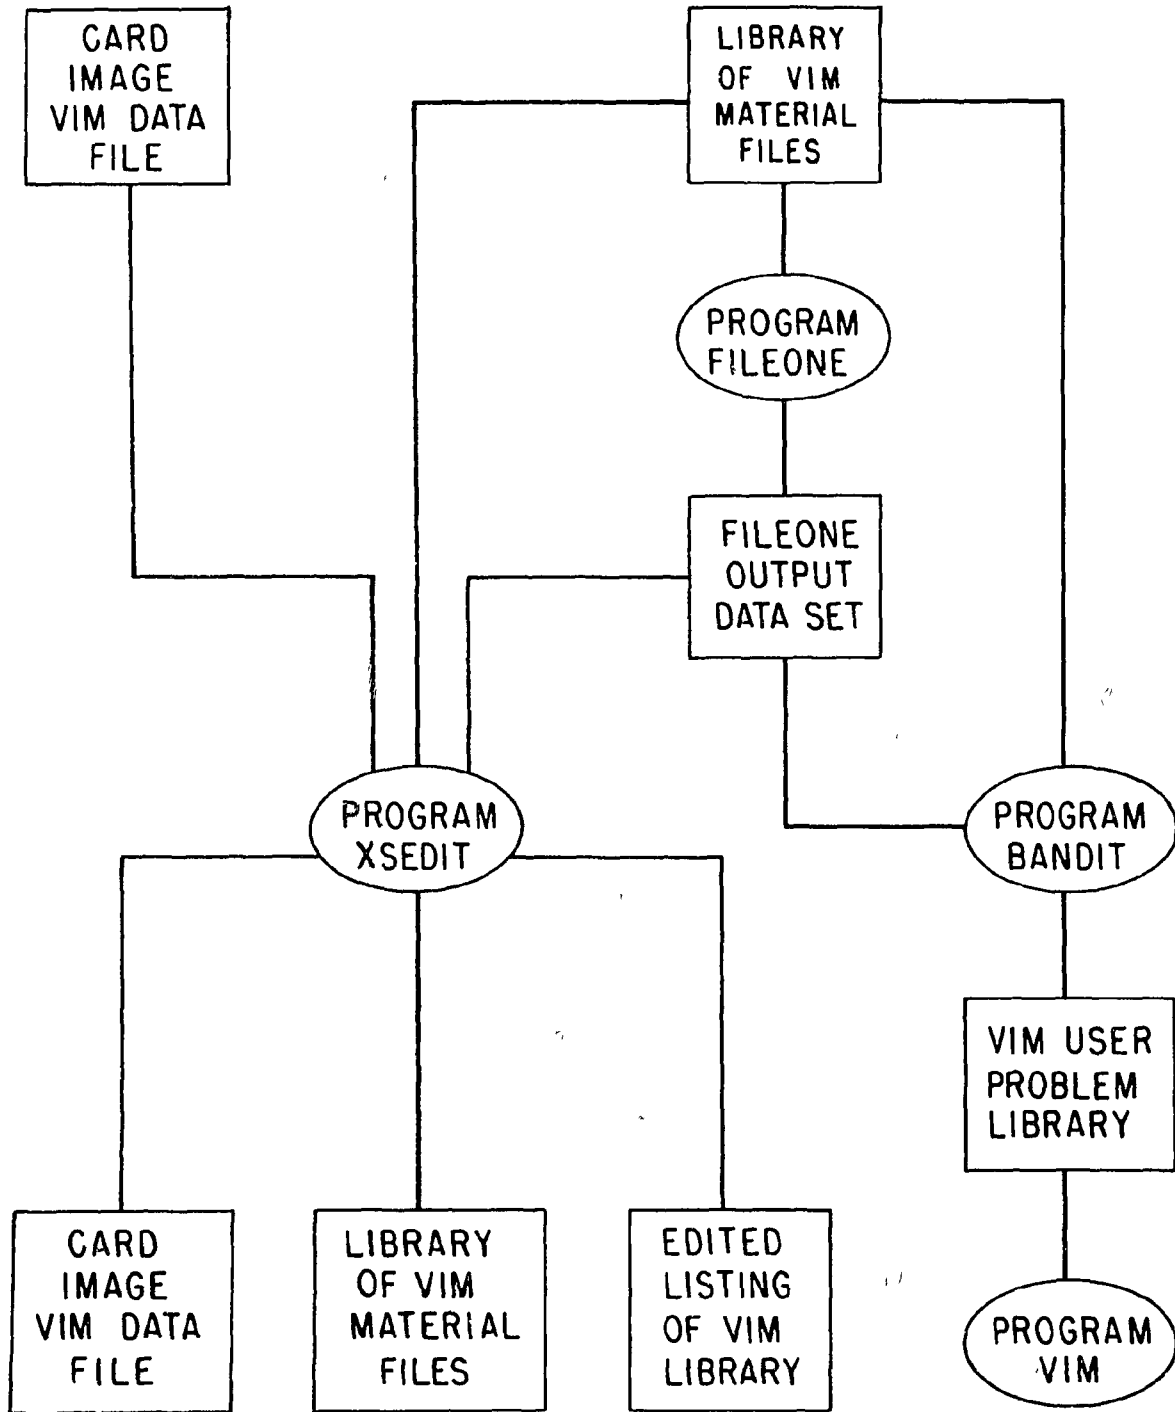 CARD
IMAGE
VIM DATA
FILE
LIBRARY
OF VIM
MATERIAL
FILES
PROGRAM
FILEONE
FILEONE
OUTPUT
DATA SET
PROGRAM
XSEDIT
PROGRAM
BANDIT
VIM USER
PROBLEM
LIBRARY
CARD
IMAGE
VIM DATA
FILE
LIBRARY
OF VIM
MATERIAL
FILES
EDITED
LISTING
OF VIM
LIBRARY
PROGRAM
VIM